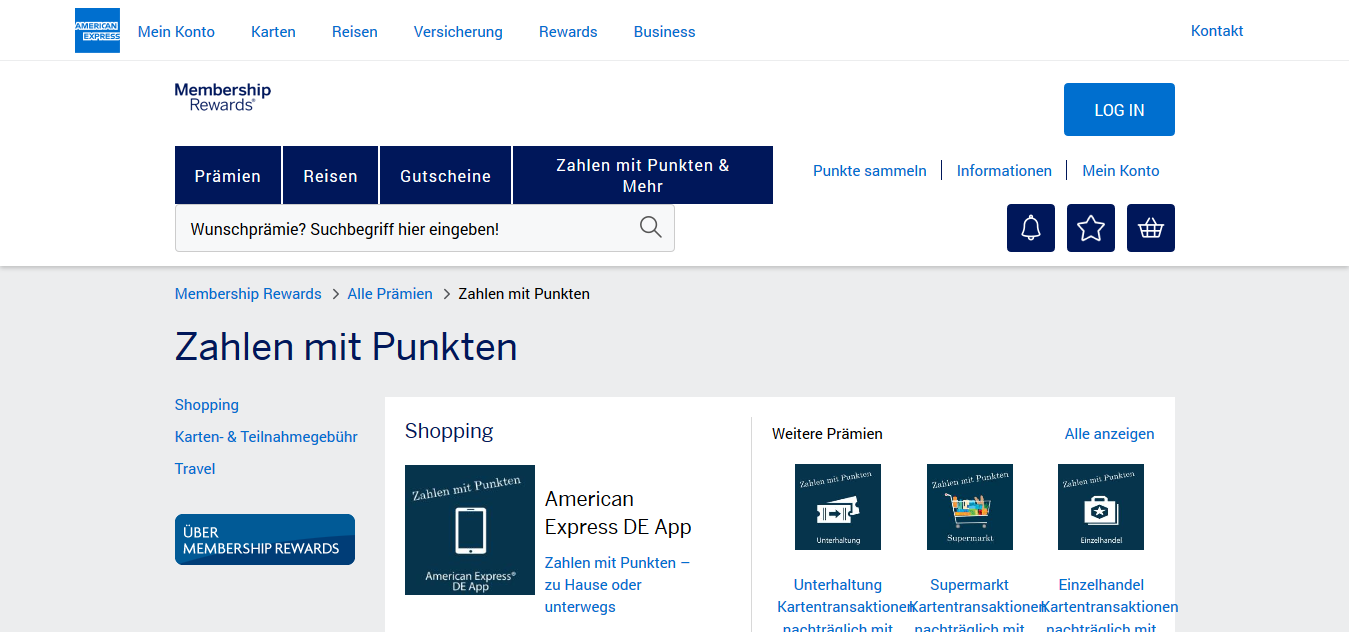 AMERICAN
EXPRESS
Mein Konto
Karten
Reisen
Versicherung
Rewards
Business
Kontakt
Membership
Rewards®
LOG IN
Prämien
Reisen
Gutscheine
Zahlen mit Punkten &
Mehr
Punkte sammeln
Informationen
Mein Konto
Wunschprämie? Suchbegriff hier eingeben!
Membership Rewards > Alle Prämien > Zahlen mit Punkten
Zahlen mit Punkten
Shopping
Karten- & Teilnahmegebühr
Travel
ÜBER
MEMBERSHIP REWARDS
Shopping
Zahlen mit Punkten
American Express®
DE App
American
Express DE App
Zahlen mit Punkten –
zu Hause oder
unterwegs
Weitere Prämien
Alle anzeigen
Zahlen mit Punkten
Unterhaltung
Zahlen mit Punkten
Supermarkt
Zahlen mit Punkten
Einzelhandel
Unterhaltung
Kartentransaktionen
nachträglich mit
Supermarkt
Kartentransaktionen
nachträglich mit
Einzelhandel
Kartentransaktionen
nachträglich mit